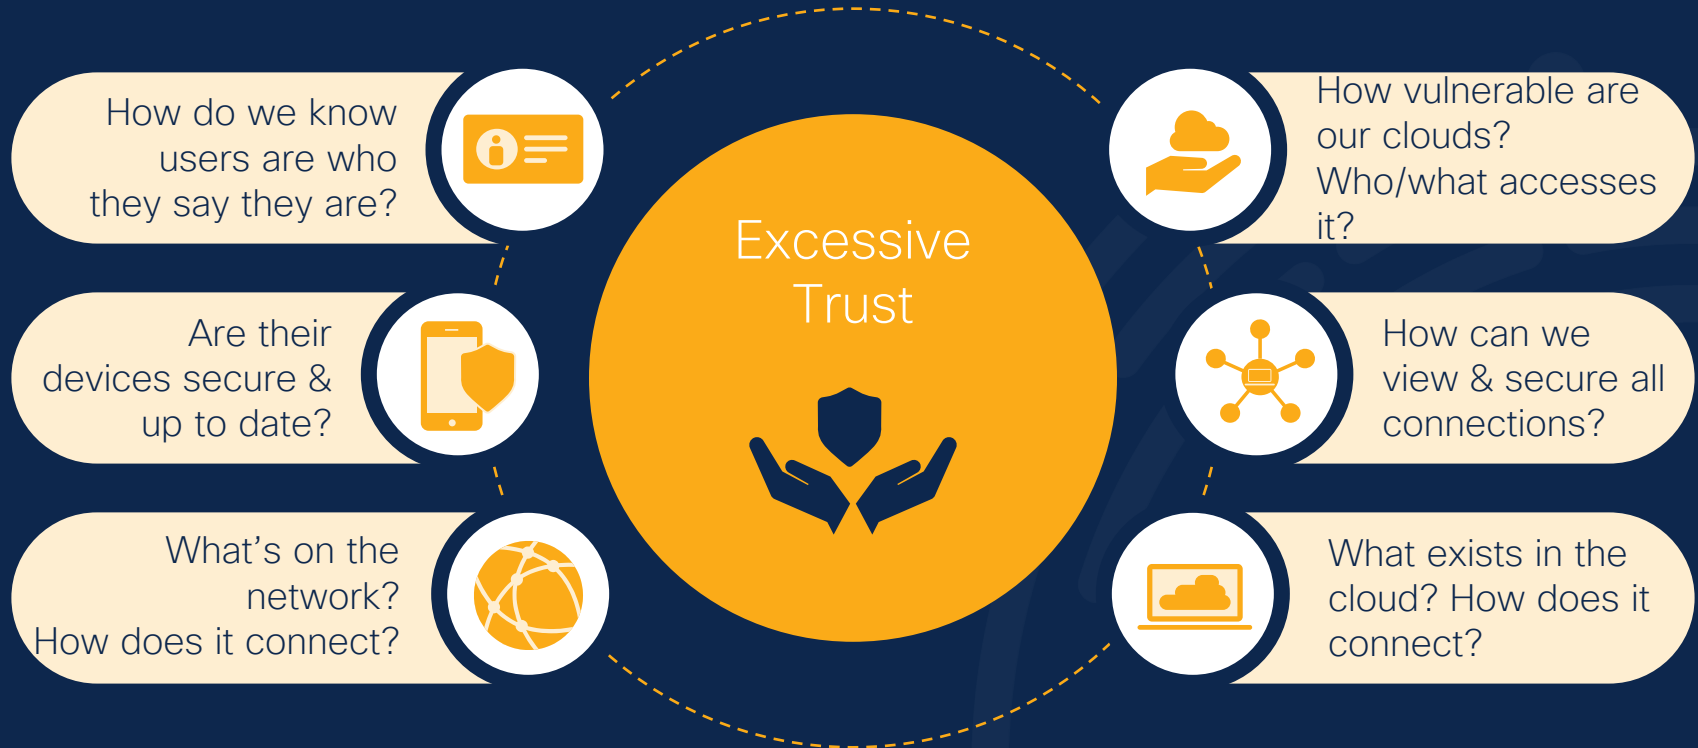 How do we know
users are who
they say they are?
Are their
devices secure &
up to date?
What’s on the
network?
How does it connect?
Excessive
Trust
How vulnerable are
our clouds?
Who/what accesses
it?
How can we
view & secure all
connections?
What exists in the
cloud? How does it
connect?